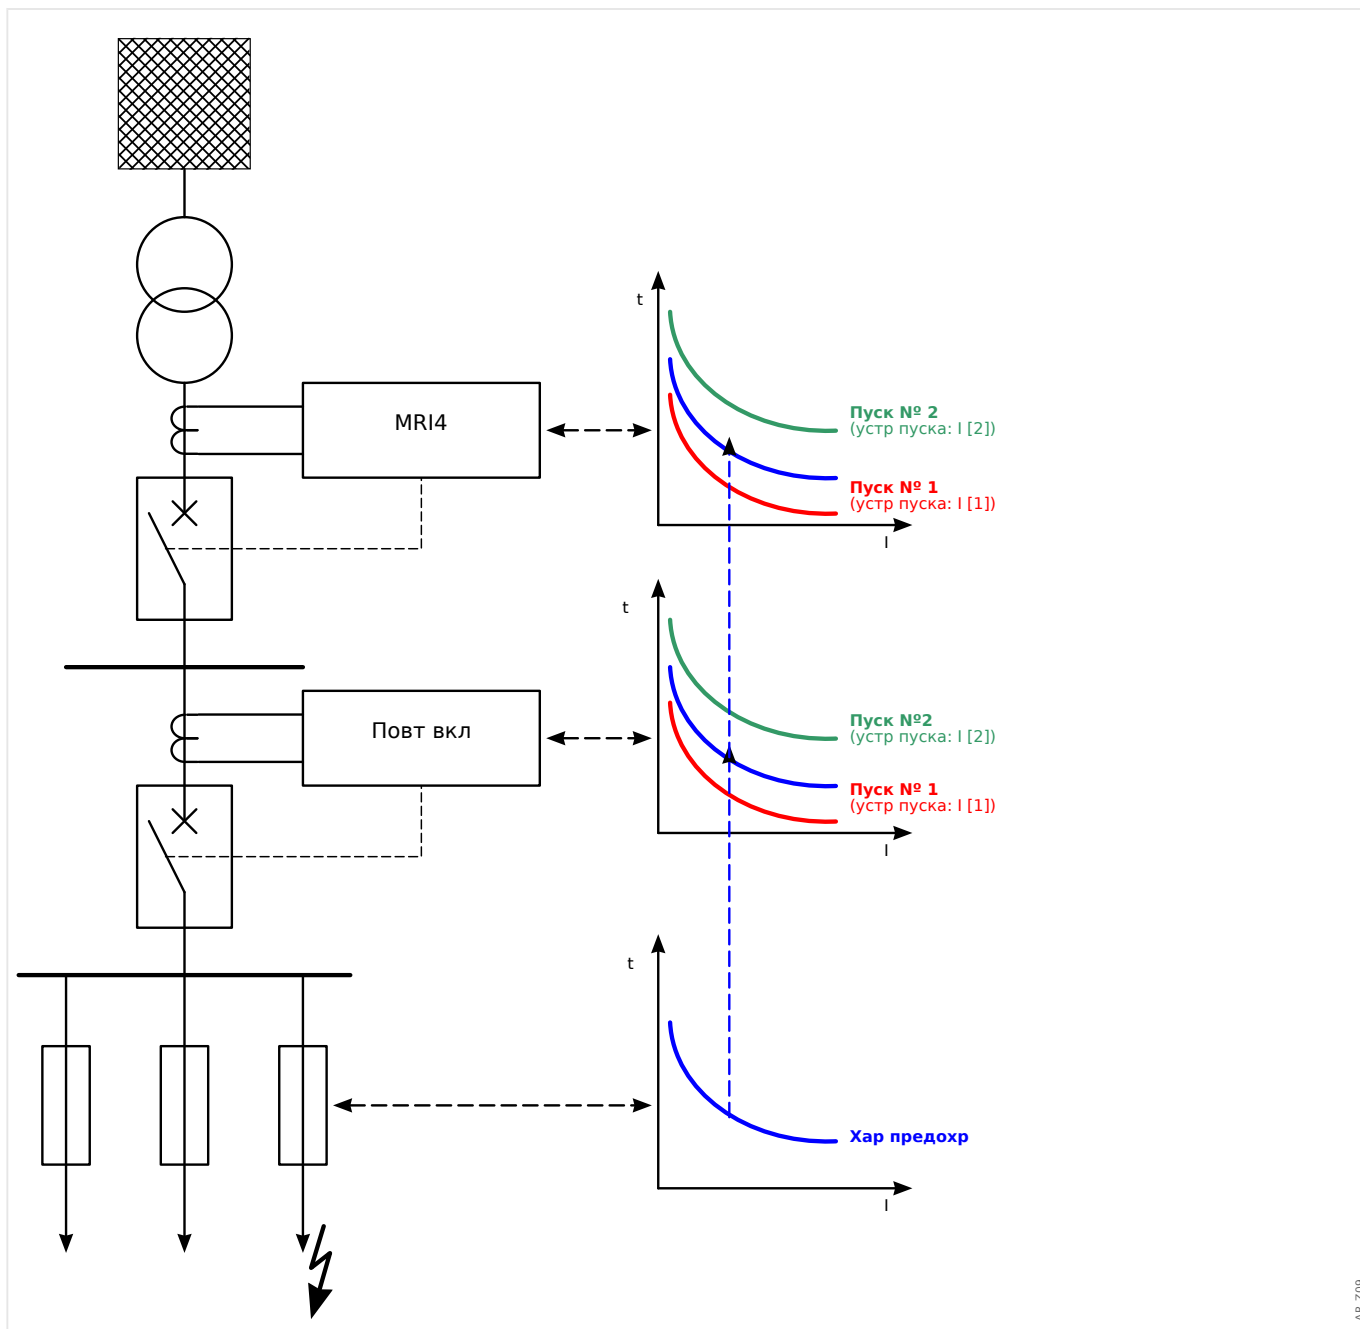 t
MRI4
Пуск № 2
(устр пуска: I [2])
Пуск № 1
(устр пуска: I [1])
I
t
Повт вкл
Пуск №2
(устр пуска: I [2])
Пуск № 1
(устр пуска: I [1])
I
t
Хар предохр
I
AR_Z09